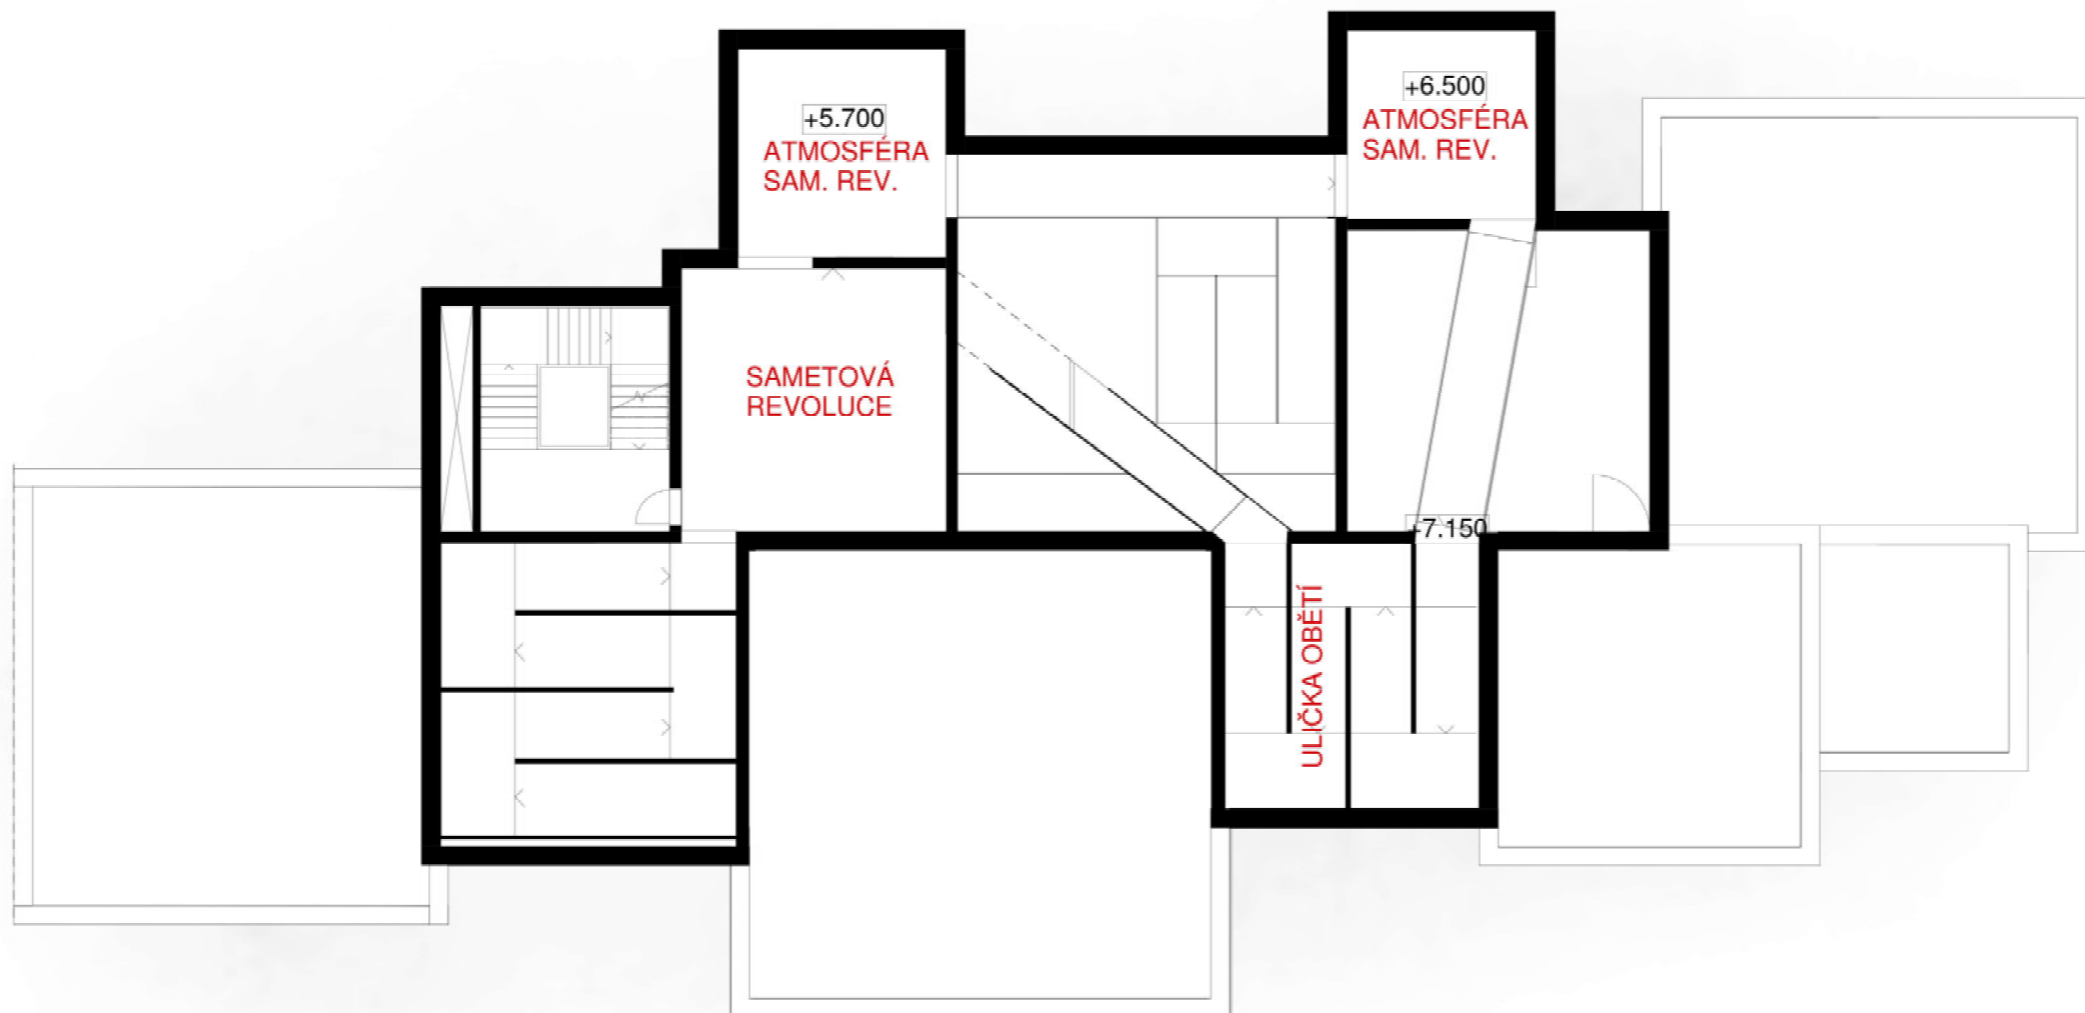 +5.700
ATMOSFÉRA
SAM. REV.
+6.500
ATMOSFÉRA
SAM. REV.
SAMETOVÁ
REVOLUCE
+7.150
ULIČKA OBĚTÍ